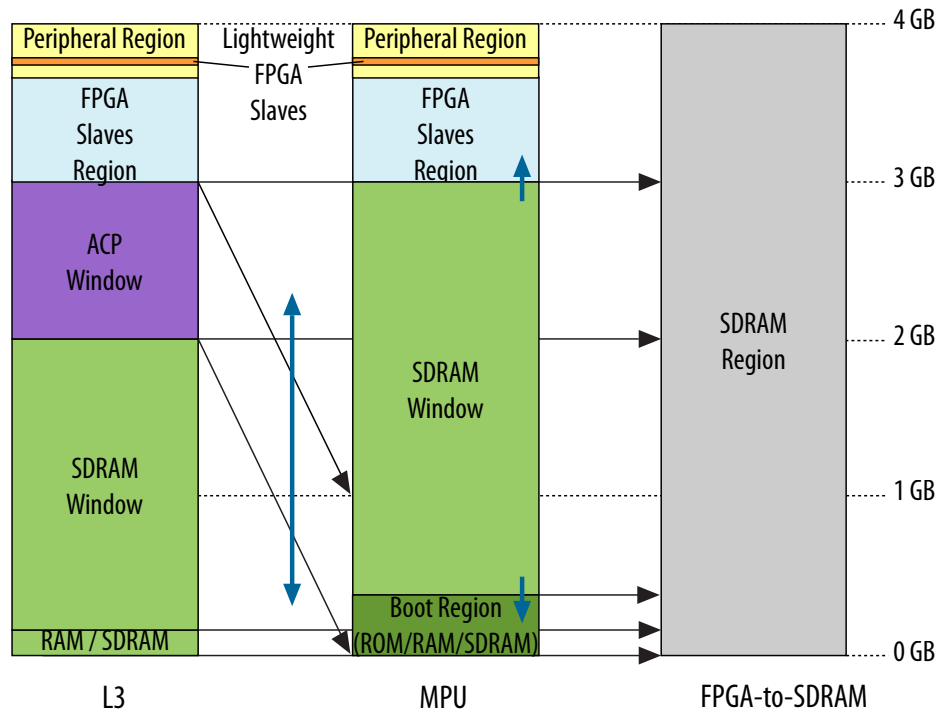 Peripheral Region
Lightweight
FPGA
Slaves
Peripheral Region
4 GB
FPGA
Slaves
Region
FPGA
Slaves
Region
3 GB
ACP
Window
SDRAM
Region
2 GB
SDRAM
Window
SDRAM
Window
1 GB
RAM / SDRAM
Boot Region
(ROM/RAM/SDRAM)
0 GB
L3
MPU
FPGA-to-SDRAM